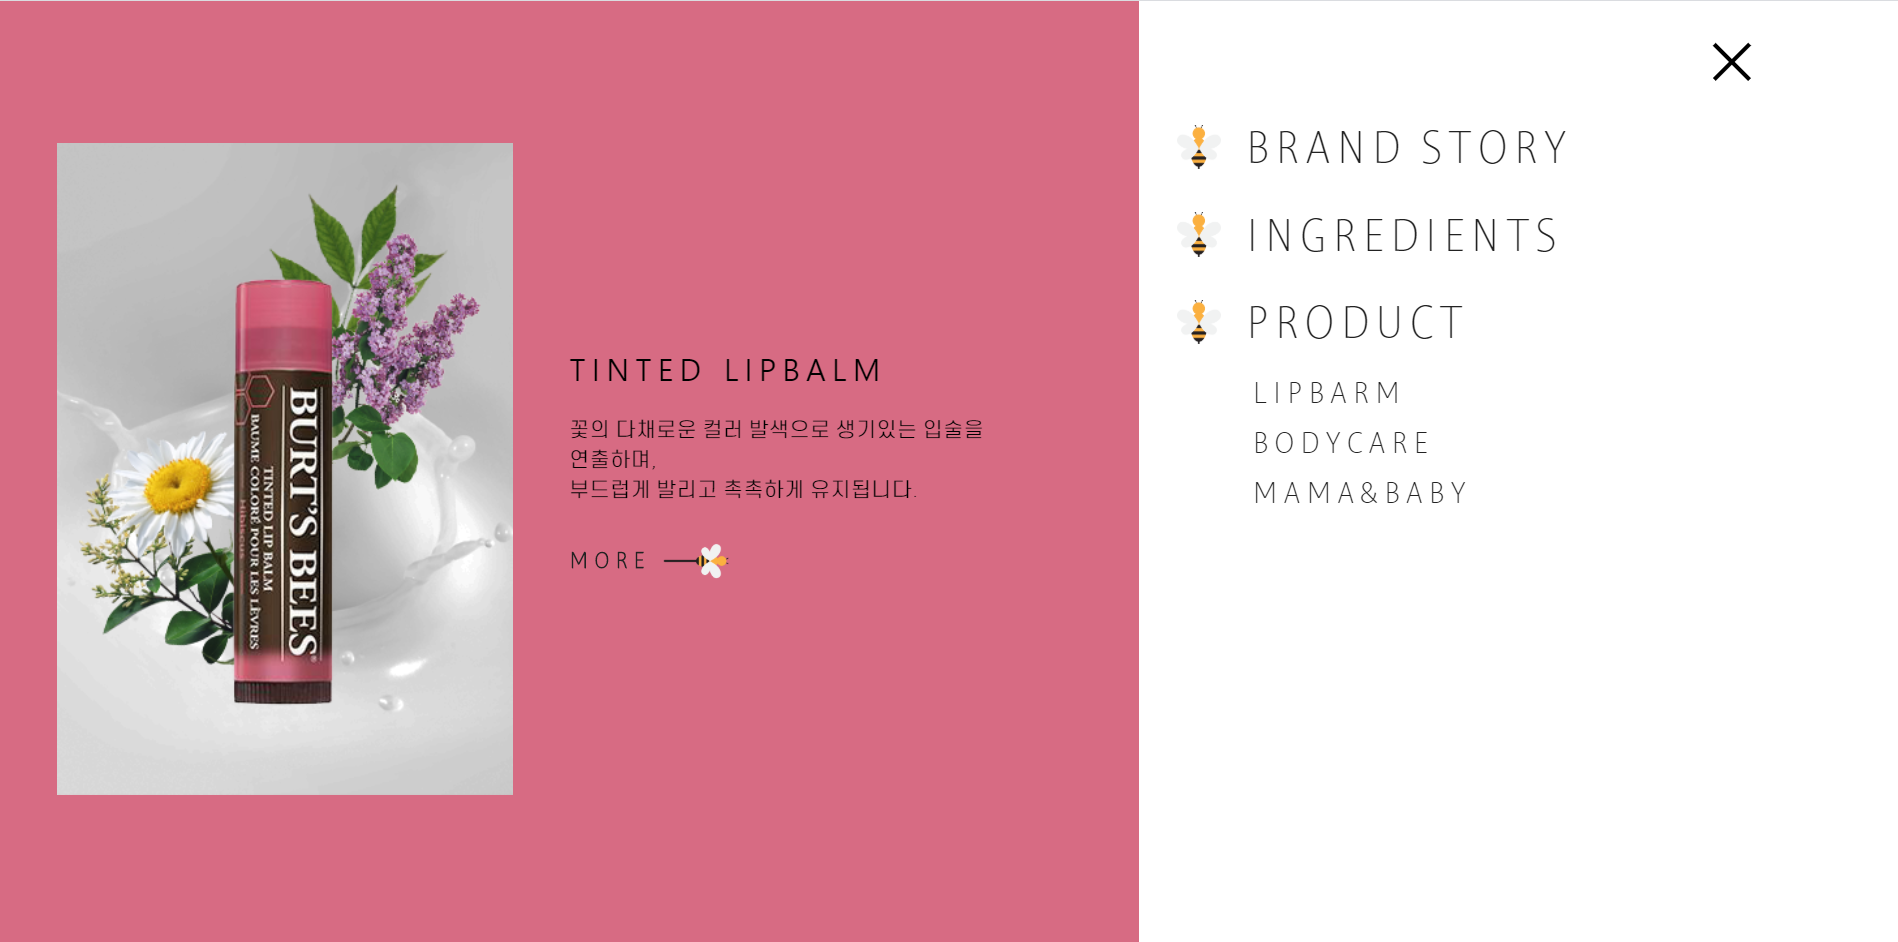 BURT'S BEES
TINTED LIP BALM
BAUME COLORÉ POUR LES LÈVRES
Hibiscus
TINTED LIPBALM
꽃의 다채로운 컬러 발색으로 생기있는 입술을
연출하며,
부드럽게 발리고 촉촉하게 유지됩니다.
MORE
BRAND STORY
INGREDIENTS
PRODUCT
LIPBARM
BODYCARE
MAMA&BABY